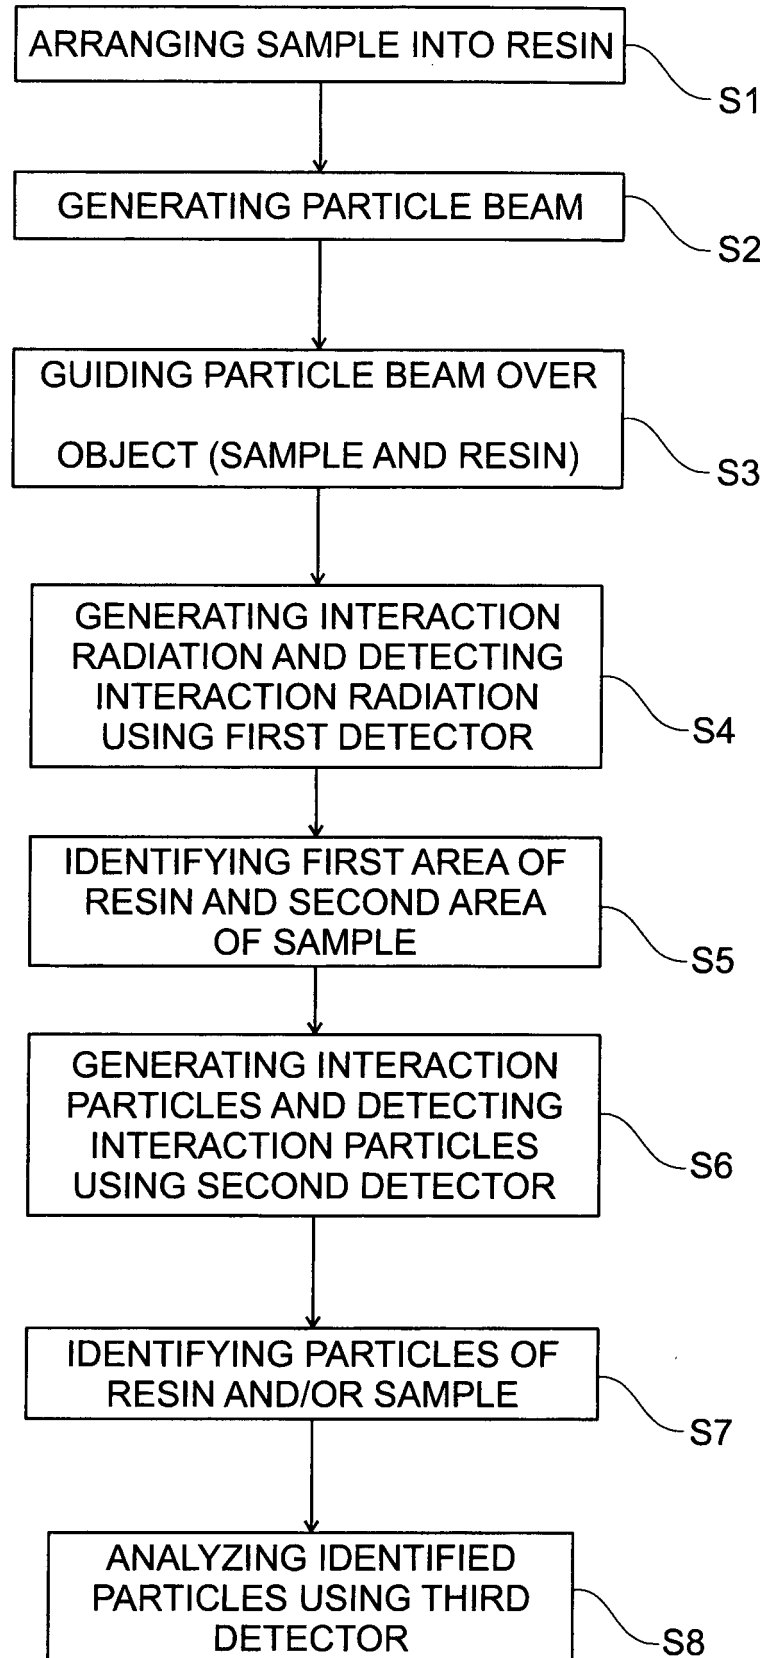 ARRANGING SAMPLE INTO RESIN
S1
GENERATING PARTICLE BEAM
S2
GUIDING PARTICLE BEAM OVER
OBJECT (SAMPLE AND RESIN)
S3
GENERATING INTERACTION
RADIATION AND DETECTING
INTERACTION RADIATION
USING FIRST DETECTOR
S4
IDENTIFYING FIRST AREA OF
RESIN AND SECOND AREA
OF SAMPLE
S5
GENERATING INTERACTION
PARTICLES AND DETECTING
INTERACTION PARTICLES
USING SECOND DETECTOR
S6
IDENTIFYING PARTICLES OF
RESIN AND/OR SAMPLE
S7
ANALYZING IDENTIFIED
PARTICLES USING THIRD
DETECTOR
S8